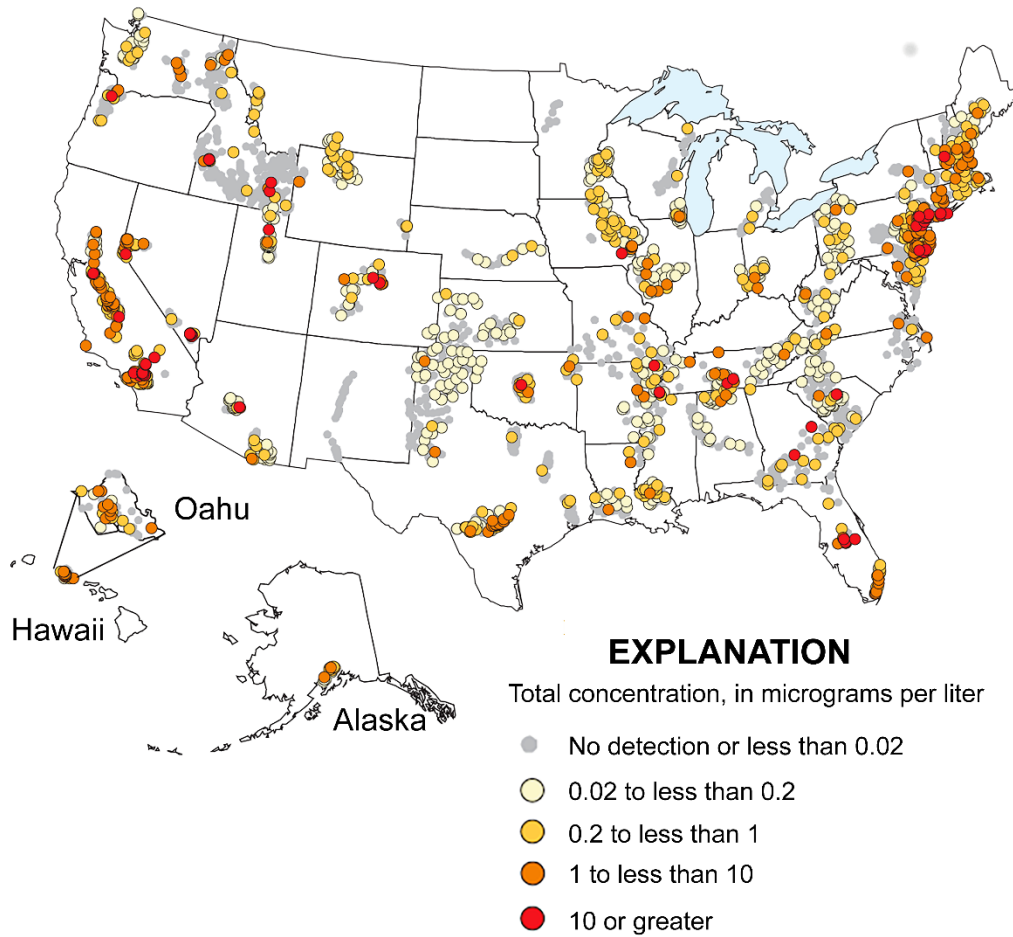 Oahu
Hawaii
Alaska
EXPLANATION
Total concentration, in micrograms per liter
No detection or less than 0.02
0.02 to less than 0.2
0.2 to less than 1
1 to less than 10
10 or greater